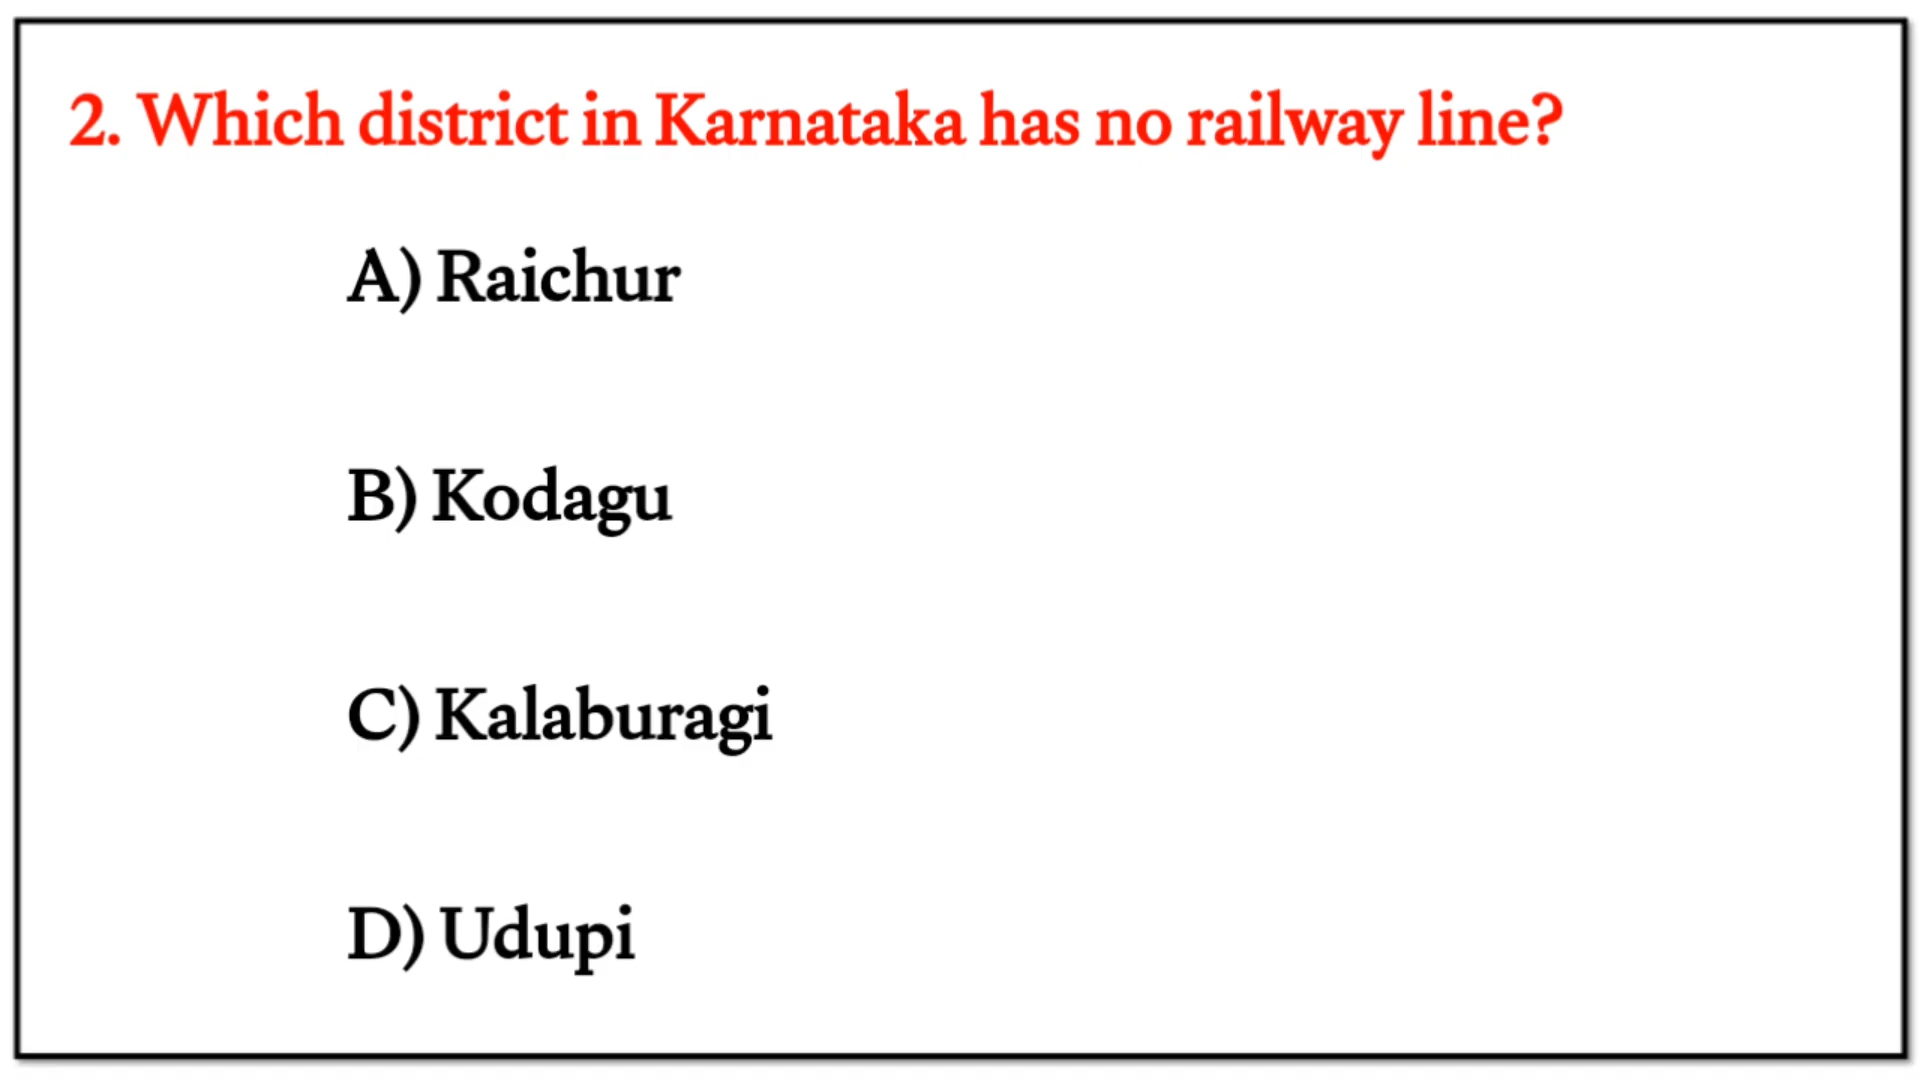 2. Which district in Karnataka has no railway line?
A) Raichur
B) Kodagu
C) Kalaburagi
D) Udupi